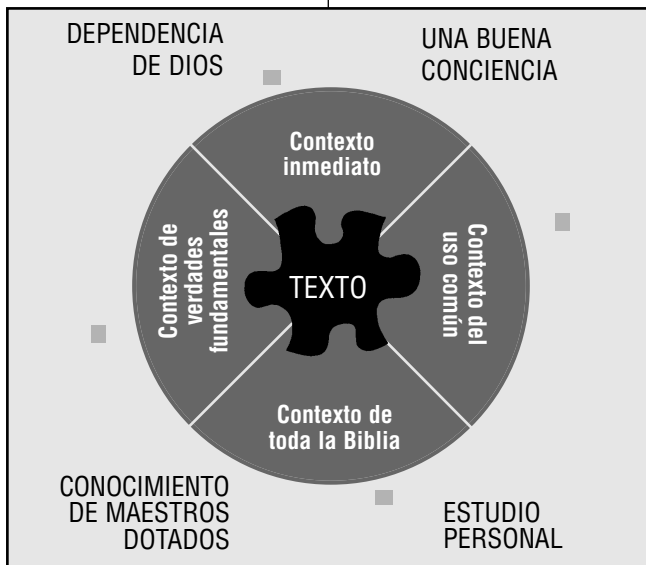 DEPENDENCIA
DE DIOS
UNA BUENA
CONCIENCIA
Contexto
inmediato
Contexto de
verdades
fundamentales
TEXTO
Contexto del
uso común
Contexto de
toda la Biblia
CONOCIMIENTO
DE MAESTROS
DOTADOS
ESTUDIO
PERSONAL